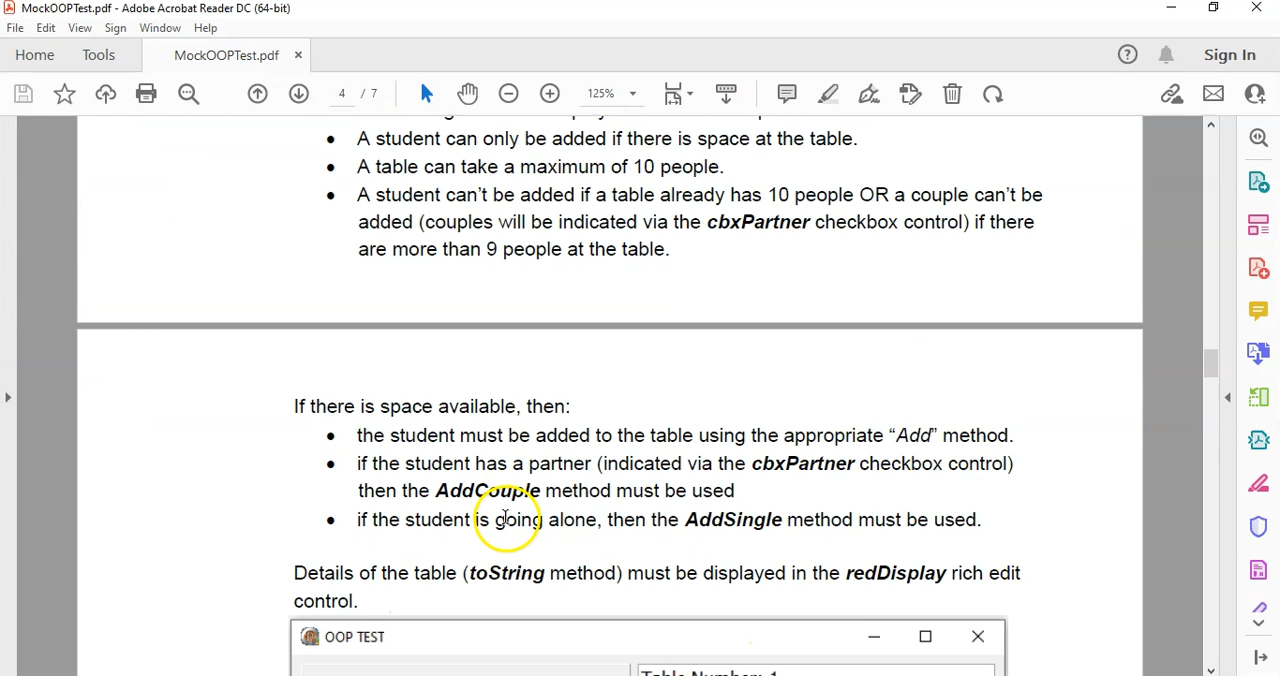 MockOOPTest.pdf - Adobe Acrobat Reader DC (64-bit)
File Edit View Sign Window Help
Home Tools MockOOPTest.pdf × Sign In
4 / 7 125%
• A student can only be added if there is space at the table.
• A table can take a maximum of 10 people.
• A student can't be added if a table already has 10 people OR a couple can't be
added (couples will be indicated via the cbxPartner checkbox control) if there
are more than 9 people at the table.
If there is space available, then:
• the student must be added to the table using the appropriate “Add” method.
• if the student has a partner (indicated via the cbxPartner checkbox control)
then the AddCouple method must be used
• if the student is going alone, then the AddSingle method must be used.
Details of the table (toString method) must be displayed in the redDisplay rich edit
control.
OOP TEST
Table Number: 1